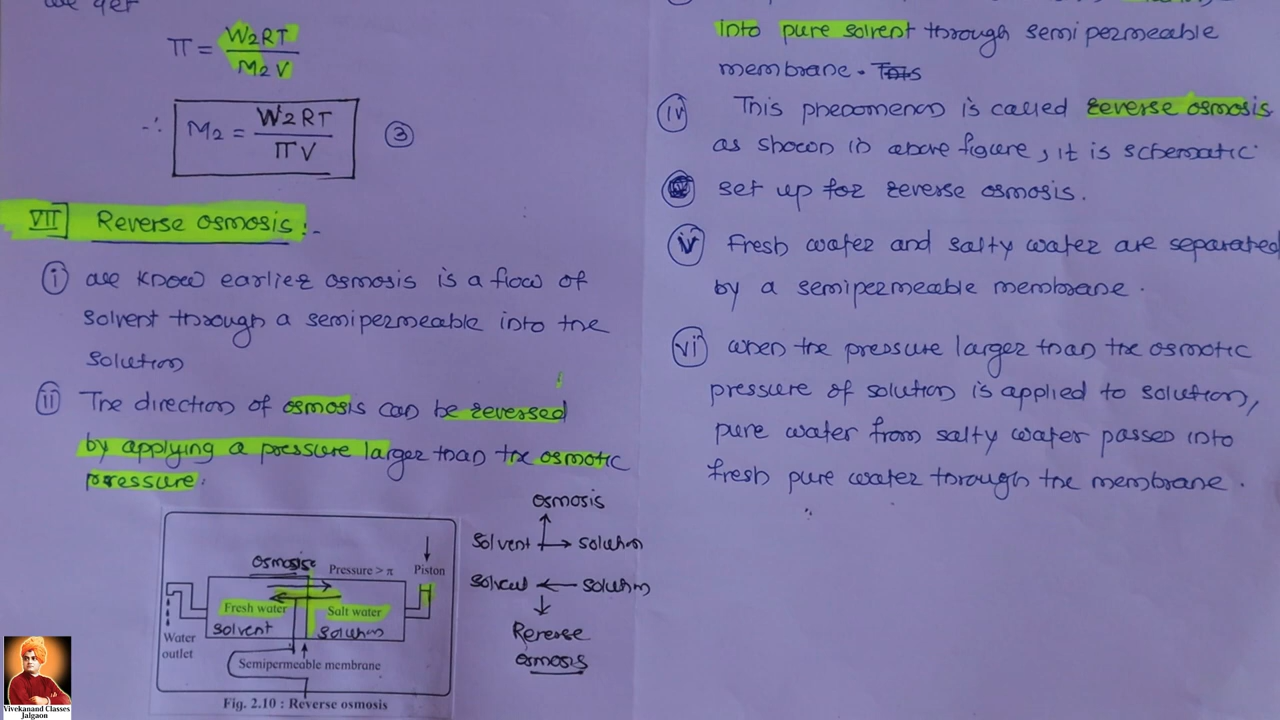 we get
π = W2RT / M2 V
∴ M2 = W2RT / πV ③
VII] Reverse osmosis :-
i we know earlier osmosis is a flow of
solvent through a semipermeable into the
solution
ii The direction of osmosis can be reversed
by applying a pressure larger than the osmotic
pressure.
osmosis
solvent → solution
solvent ← solution
Rererse
osmosis
osmosis
Pressure > π
Piston
Fresh water
Salt water
solvent
solution
Water
outlet
Semipermeable membrane
Fig. 2.10 : Reverse osmosis
into pure solvent through semipermeable
membrane.
iv This phenomenon is called reverse osmosis
as shown in above figure, it is schematic
set up for reverse osmosis.
v Fresh water and salty water are separated
by a semipermeable membrane.
vi when the pressure larger than the osmotic
pressure of solution is applied to solution,
pure water from salty water passed into
fresh pure water through the membrane.
Vivekanand Classes
Jalgaon